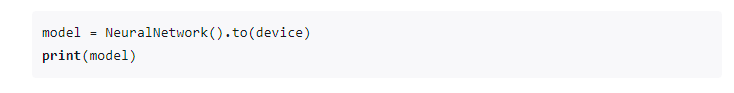 model = NeuralNetwork().to(device)
print(model)